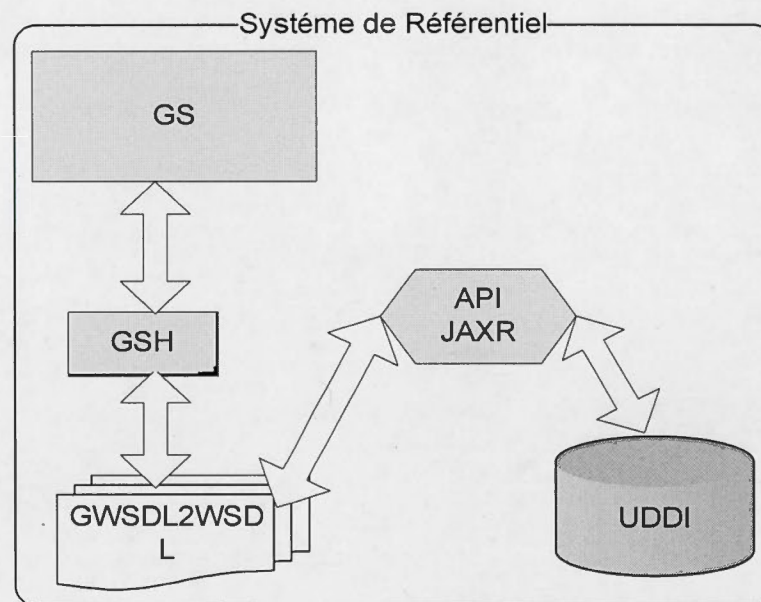 Systéme de Référentiel
GS
API
JAXR
GSH
GWSDL2WSD
L
UDDI